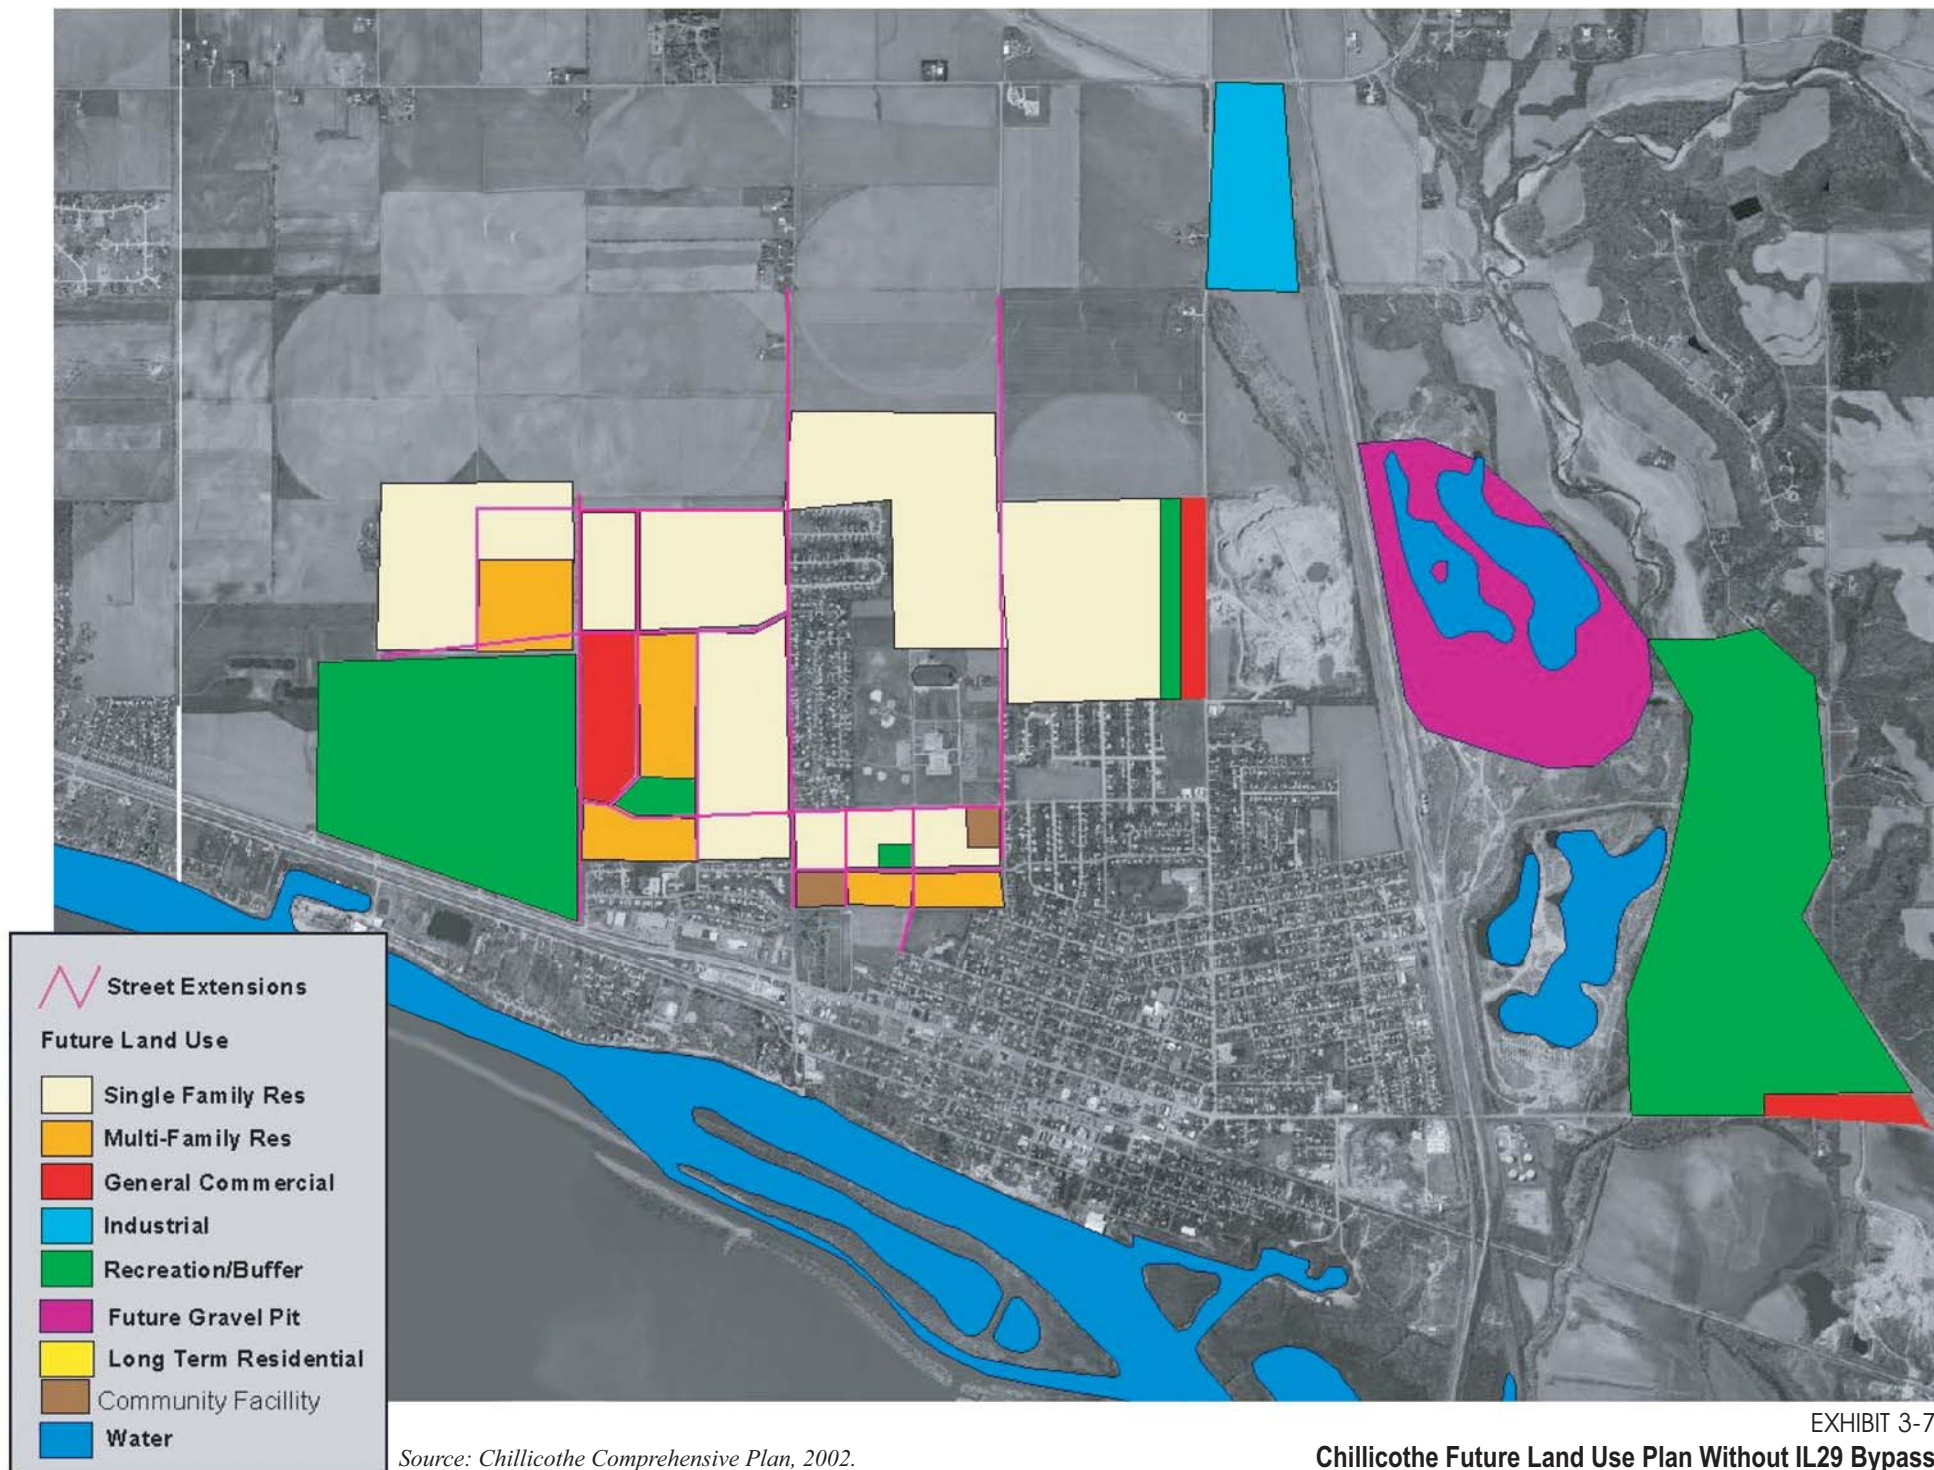 Street Extensions
Future Land Use
Single Family Res
Multi-Family Res
General Commercial
Industrial
Recreation/Buffer
Future Gravel Pit
Long Term Residential
Community Facillity
Water
Source: Chillicothe Comprehensive Plan, 2002.
EXHIBIT 3-7
Chillicothe Future Land Use Plan Without IL29 Bypass